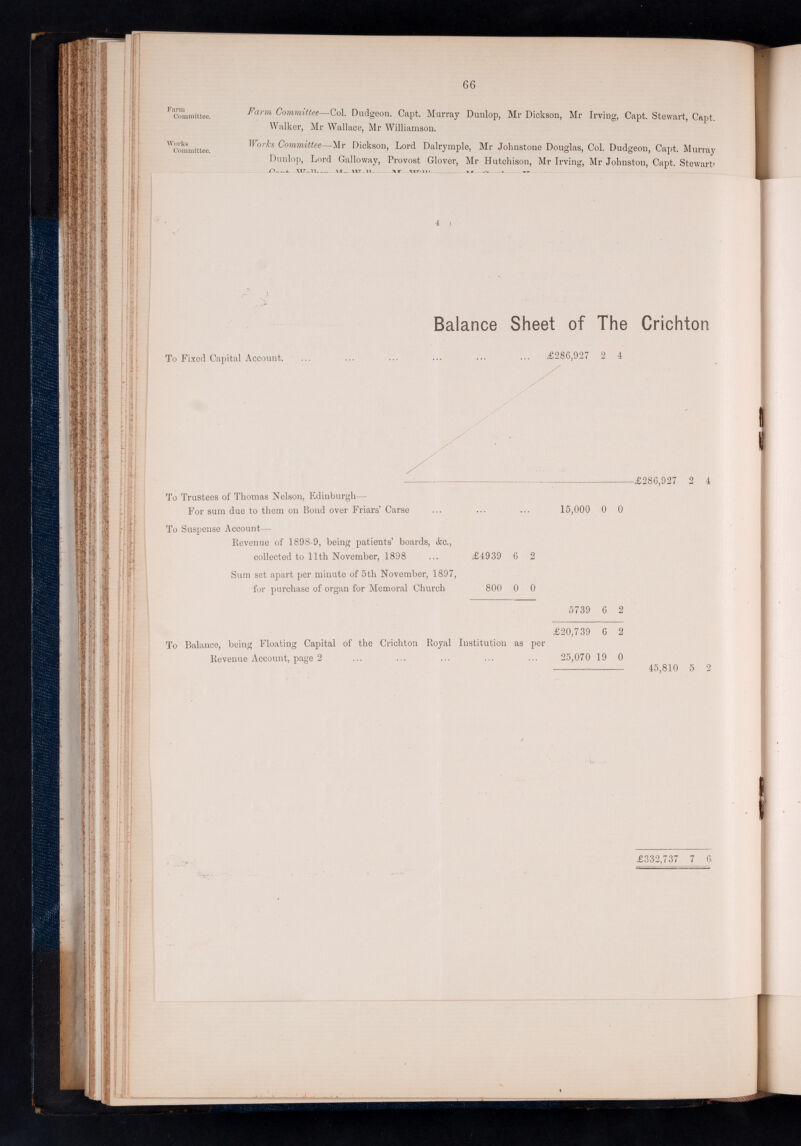 66
Farm
Committee.
Farm Committee—Col. Dudgeon. Capt. Murray Dunlop, Mr Dickson, Mr Irving, Capt. Stewart, Capt.
Walker, Mr Wallace, Mr Williamson.
Works
Committee.
Works Committee—Mr Dickson, Lord Dalrymple, Mr Johnstone Douglas, Col. Dudgeon, Capt. Murray
Dunlop, Lord Galloway, Provost Glover, Mr Hutchison, Mr Irving, Mr Johnston, Capt. Stewart
4
Balance Sheet of The Crichton
To Fixed Capital Account. ... ... ... ... ... ... £286,927 2 4
£286,927 2 4
To Trustees of Thomas Nelson, Edinburgh—
For sum due to them on Bond over Friars' Carse ... ... ... 15,000 0 0
To Suspense Account—
Revenue of 1898-9, being patients' boards, &c.,
collected to 11th November, 1898 ... £4939 6 2
Sum set apart per minute of 5th November, 1897,
for purchase of organ for Memoral Church 800 0 0
5739 6 2
£20,739 6 2
To Balance, being Floating Capital of the Crichton Royal Institution as per
Revenue Account, page 2 ... ... ... ... ... 25,070 19 0
45,810 5 2
£332,737 7 6